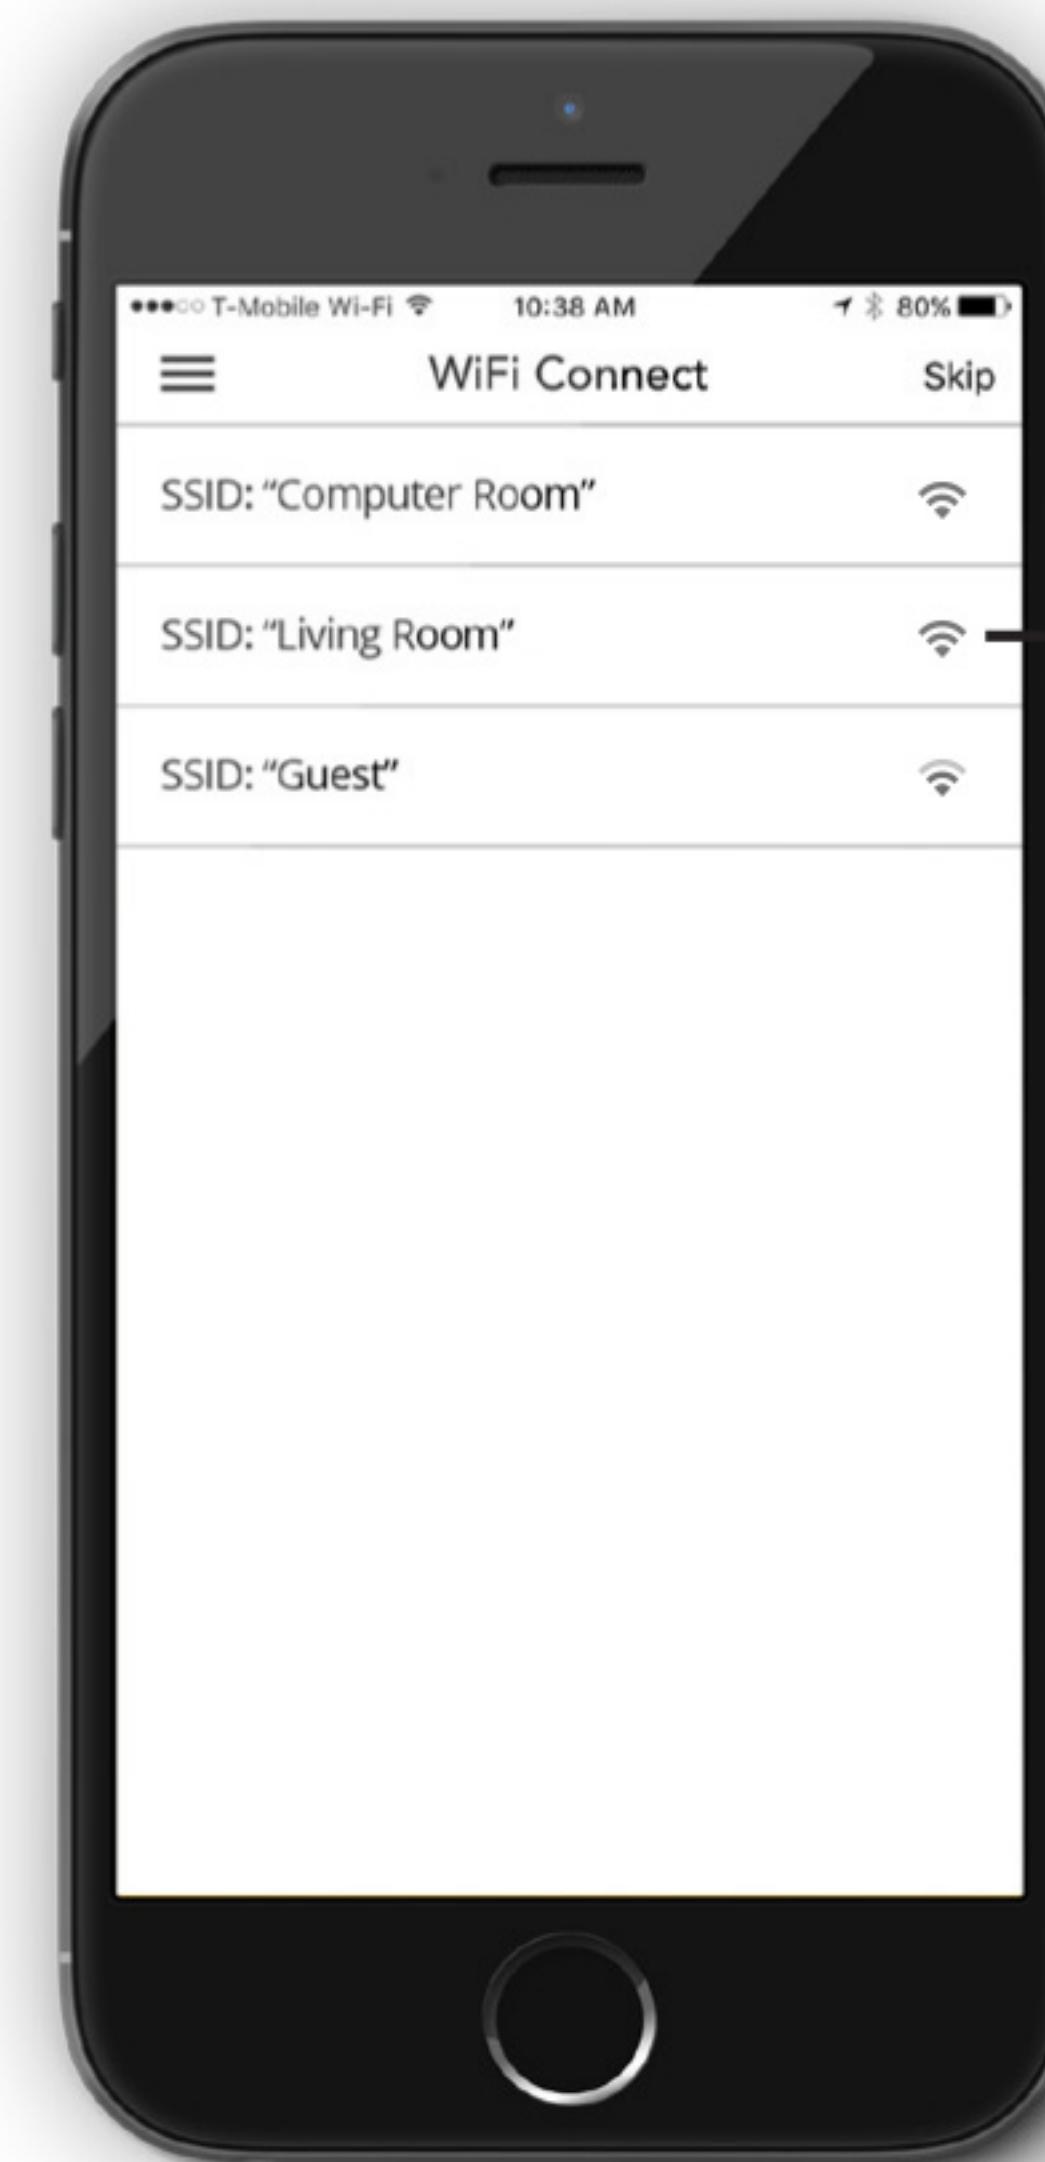 T-Mobile Wi-Fi 10:38 AM 80%
WiFi Connect Skip
SSID: “Computer Room”
SSID: “Living Room”
SSID: “Guest”